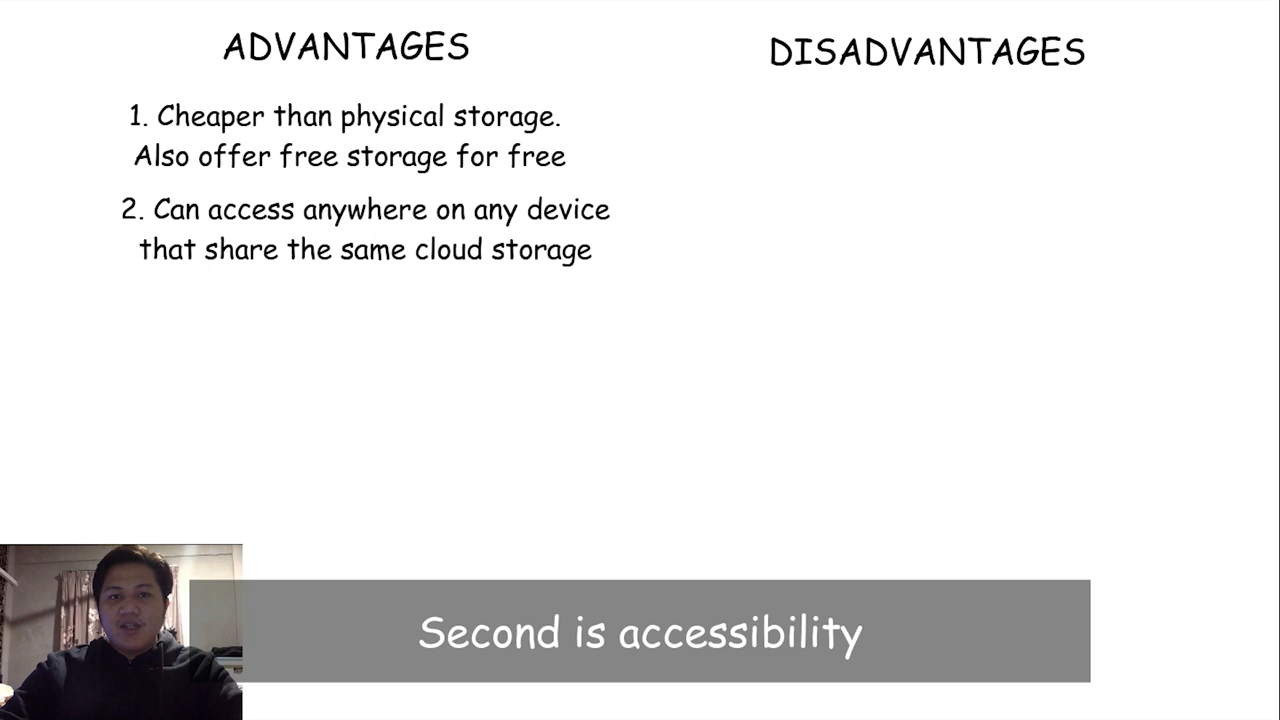 ADVANTAGES
1. Cheaper than physical storage.
Also offer free storage for free
2. Can access anywhere on any device
that share the same cloud storage
DISADVANTAGES
Second is accessibility